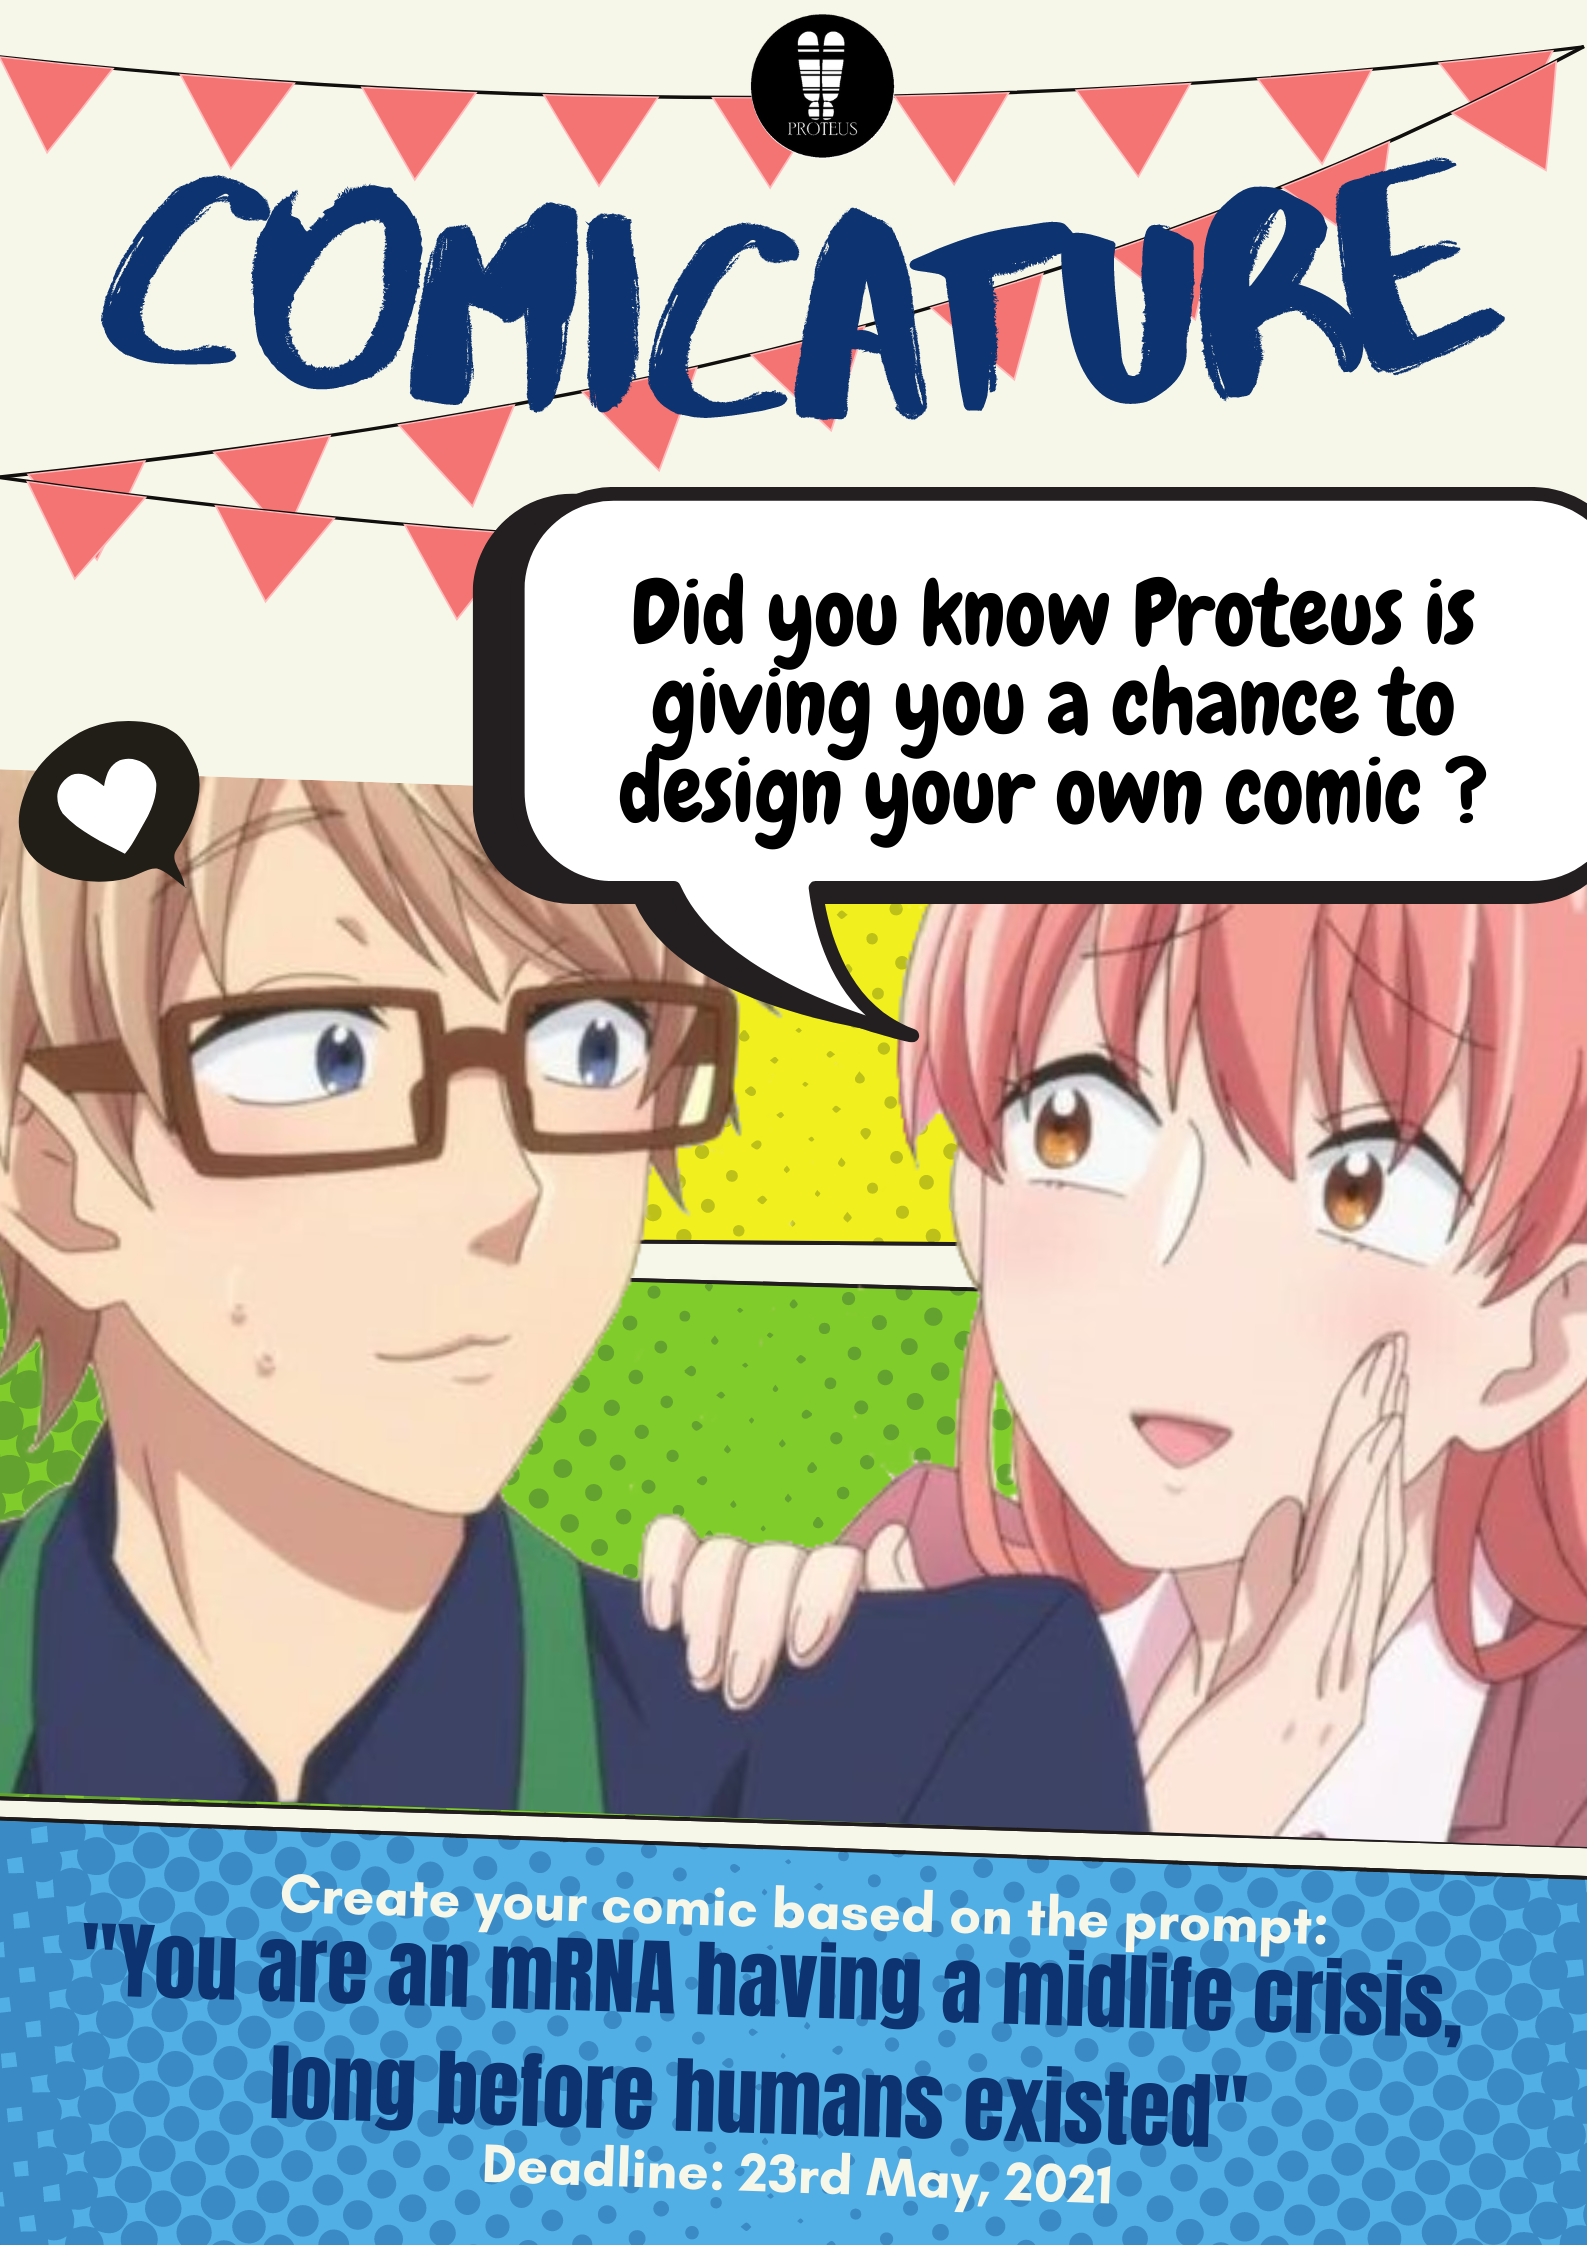 PROTEUS
COMICATURE
Did you know Proteus is
giving you a chance to
design your own comic ?
Create your comic based on the prompt:
"You are an mRNA having a midlife crisis,
long before humans existed"
Deadline: 23rd May, 2021